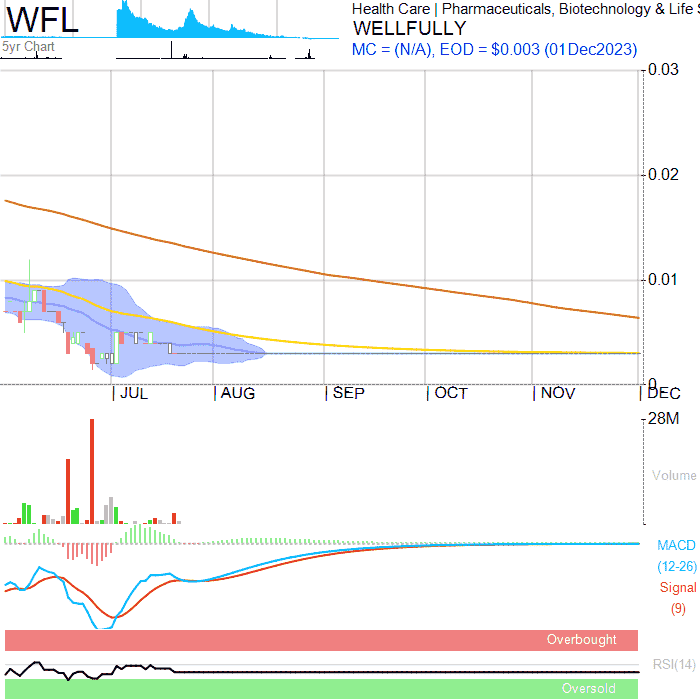 WFL
5yr Chart
Health Care | Pharmaceuticals, Biotechnology & Life
WELLFULLY
MC = (N/A), EOD = $0.003 (01Dec2023)
0.03
0.02
0.01
0
JUL AUG SEP OCT NOV DEC
28M
Volume
MACD
(12-26)
Signal
(9)
Overbought
RSI(14)
Oversold